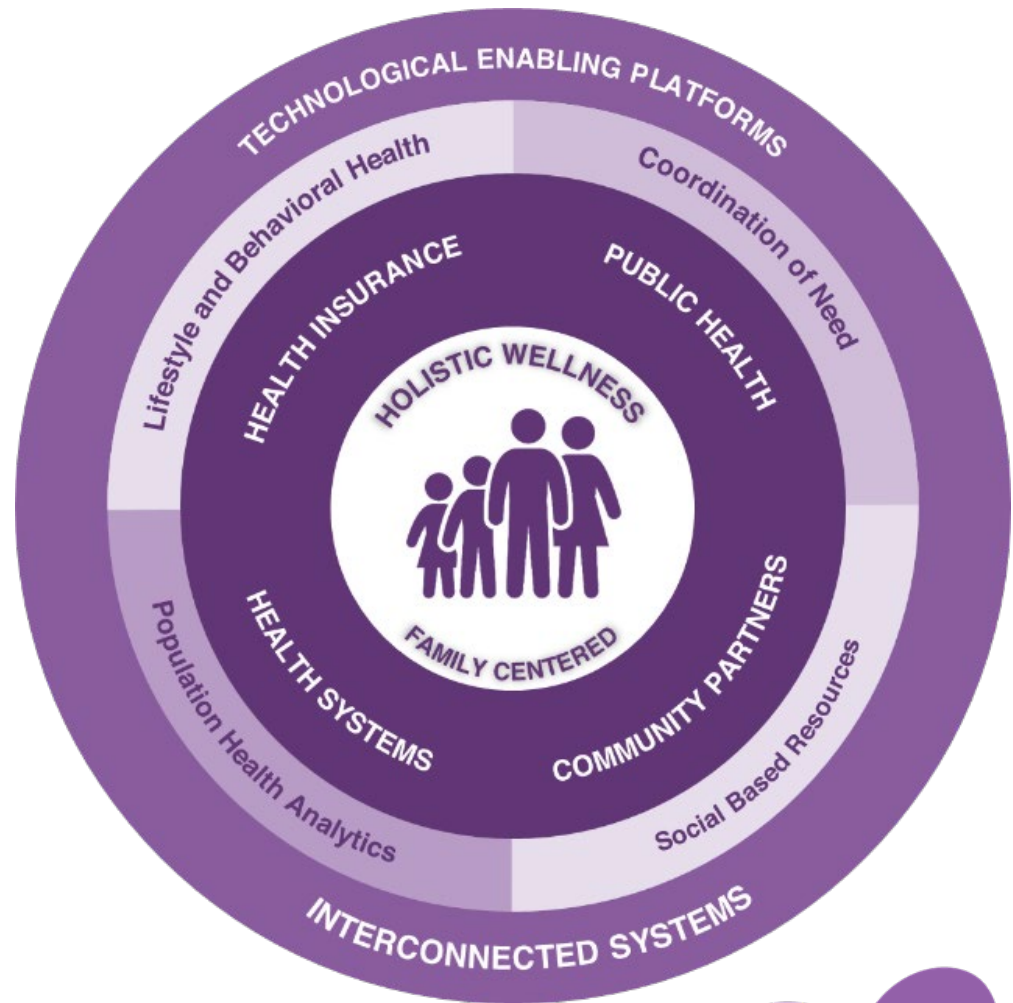 TECHNOLOGICAL ENABLING PLATFORMS
Lifestyle and Behavioral Health
Coordination of Need
HEALTH INSURANCE
PUBLIC HEALTH
HOLISTIC WELLNESS
FAMILY CENTERED
HEALTH SYSTEMS
COMMUNITY PARTNERS
Population Health Analytics
Social Based Resources
INTERCONNECTED SYSTEMS